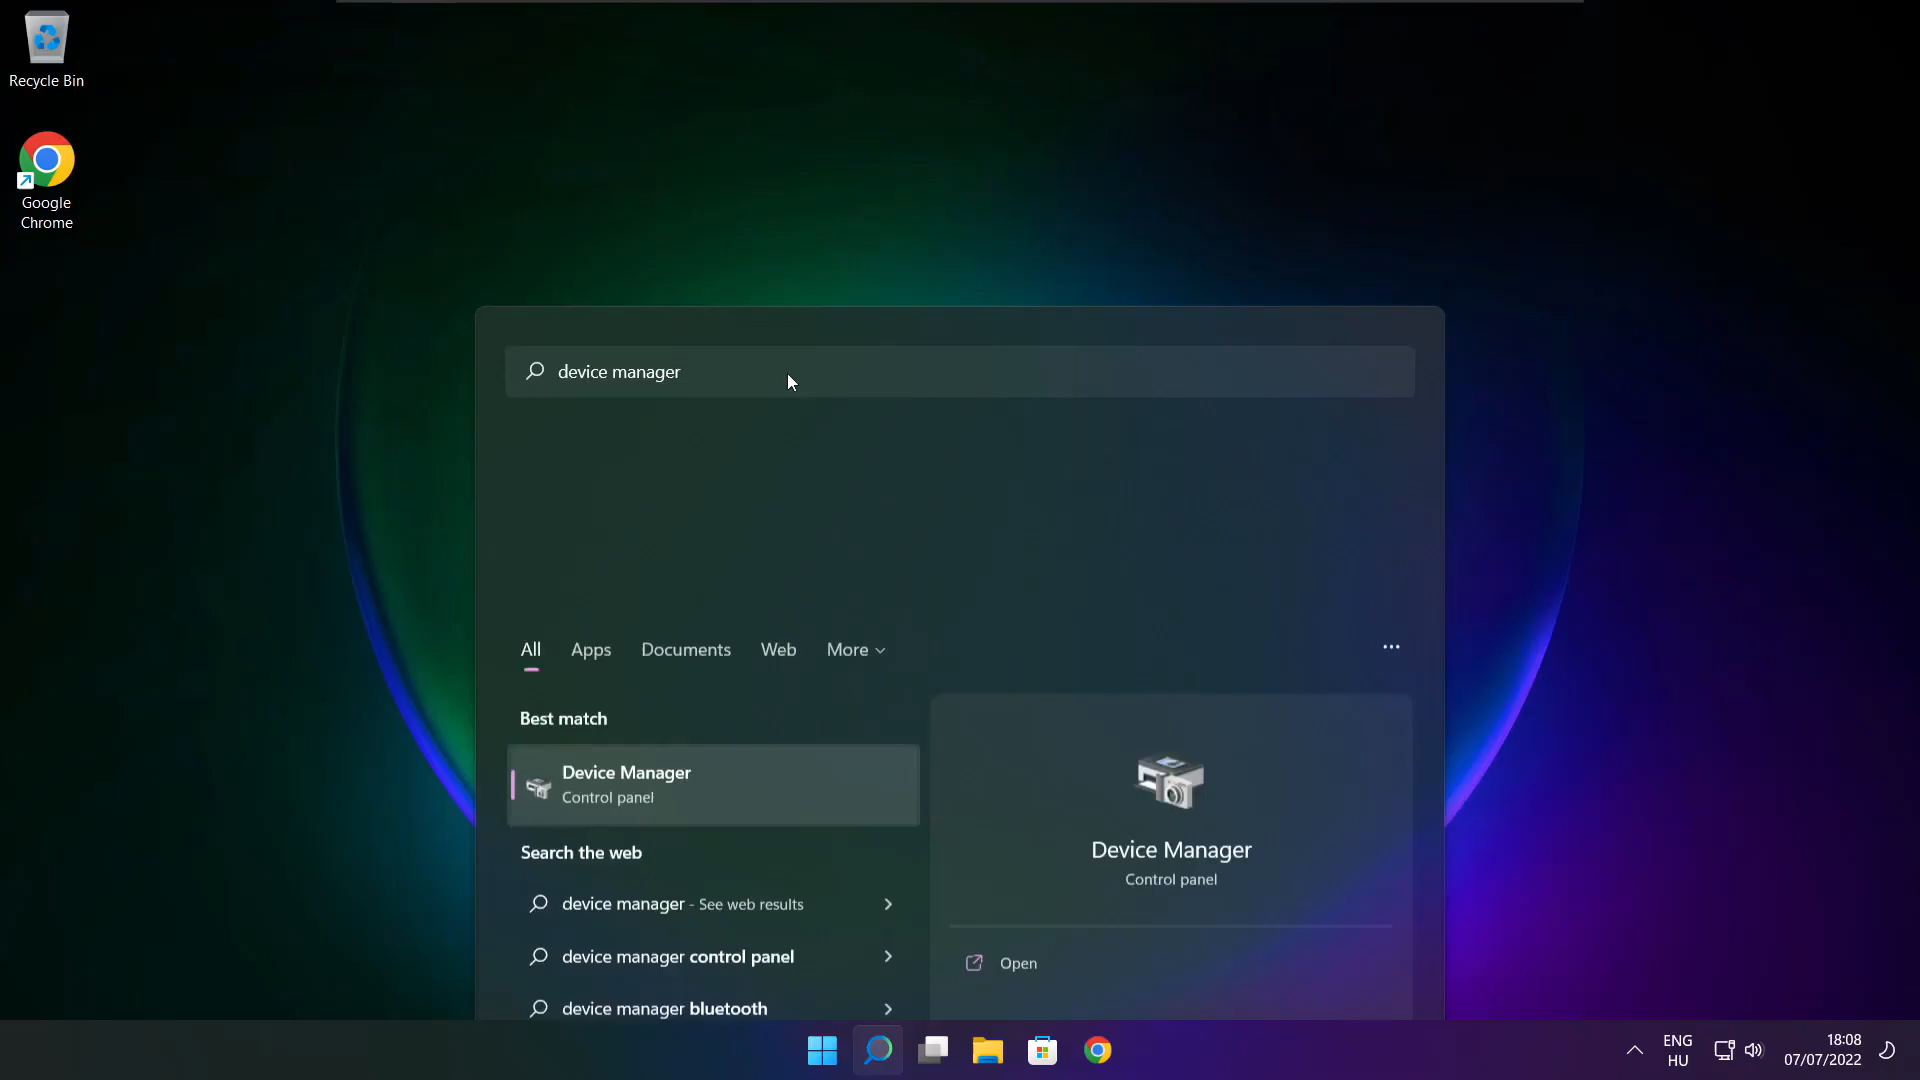 Recycle Bin
Google
Chrome
device manager
All Apps Documents Web More
Best match
Device Manager
Control panel
Search the web
device manager - See web results
device manager control panel
device manager bluetooth
Device Manager
Control panel
Open
ENG
HU
18:08
07/07/2022